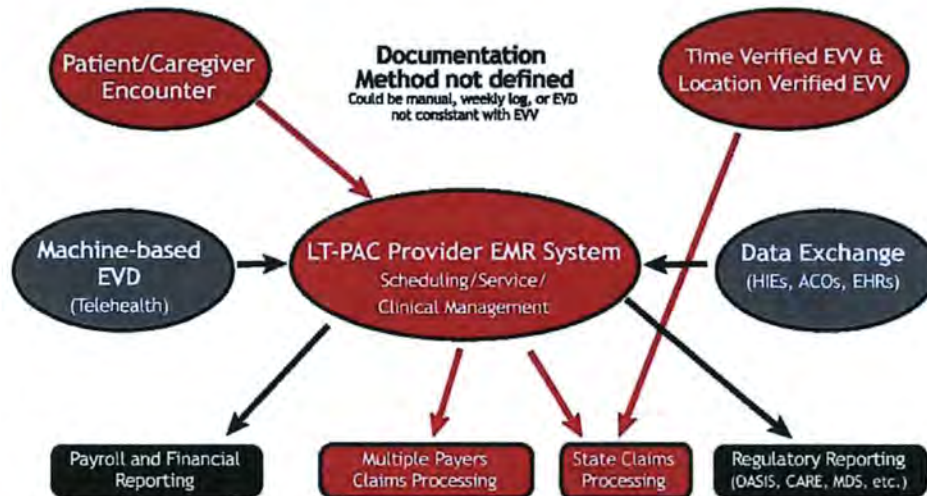 Patient/Caregiver
Encounter
Documentation
Method not defined
Could be manual, weekly log, or EVD
not consistant with EVV
Time Verified EVV &
Location Verified EVV
Machine-based
EVD
(Telehealth)
LT-PAC Provider EMR System
Scheduling/Service/
Clinical Management
Data Exchange
(HIEs, ACOs, EHRs)
Payroll and Financial
Reporting
Multiple Payers
Claims Processing
State Claims
Processing
Regulatory Reporting
(OASIS, CARE, MDS, etc.)